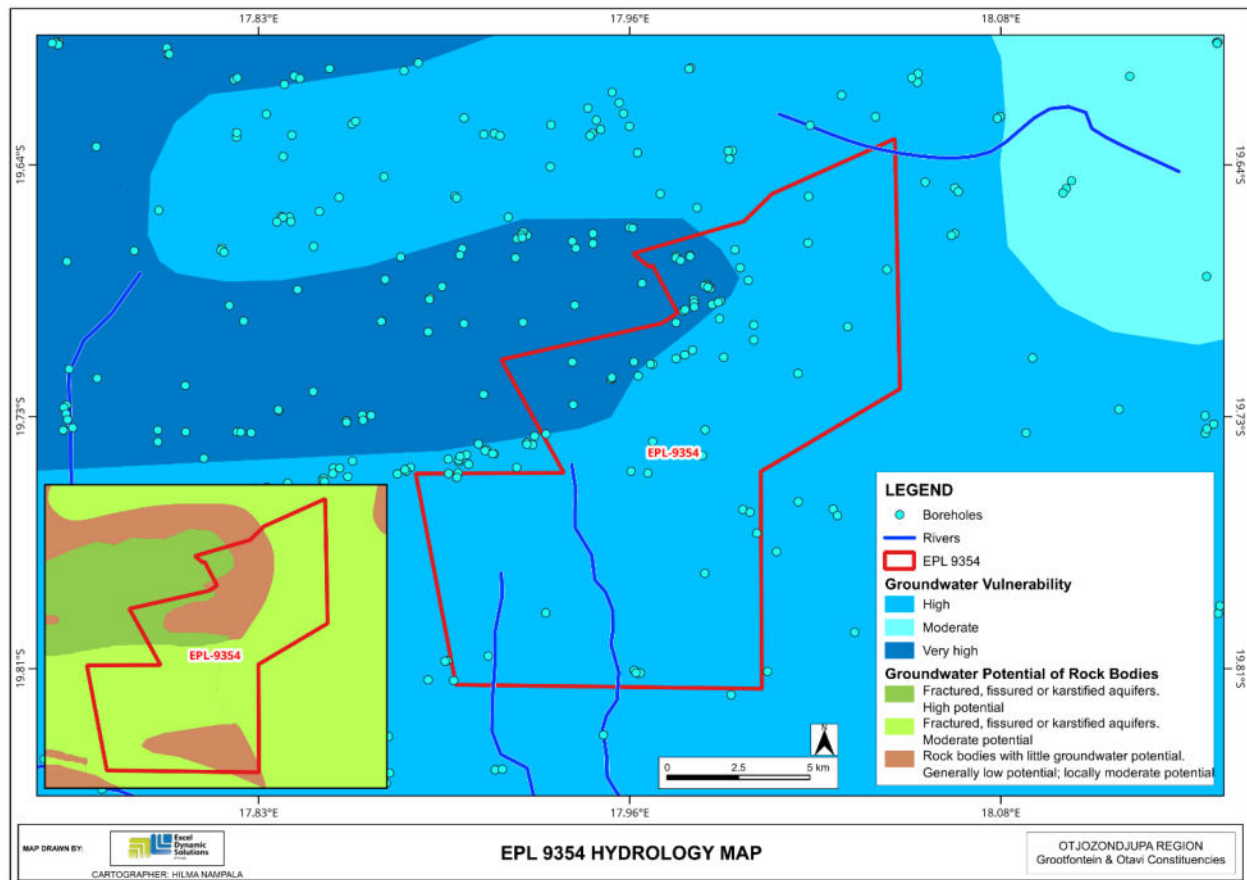 17.83°E
17.96°E
18.08°E
19.64°S
19.64°S
19.73°S
19.73°S
19.81°S
19.81°S
EPL-9354
EPL-9354
LEGEND
Boreholes
Rivers
EPL 9354
Groundwater Vulnerability
High
Moderate
Very high
Groundwater Potential of Rock Bodies
Fractured, fissured or karstified aquifers.
High potential
Fractured, fissured or karstified aquifers.
Moderate potential
Rock bodies with little groundwater potential.
Generally low potential; locally moderate potential
N
0 2.5 5 km
17.83°E
17.96°E
18.08°E
MAP DRAWN BY:
Excel
Dynamic
Solutions
CARTOGRAPHER: HILMA NAMPALA
EPL 9354 HYDROLOGY MAP
OTJOZONDJUPA REGION
Grootfontein & Otavi Constituencies